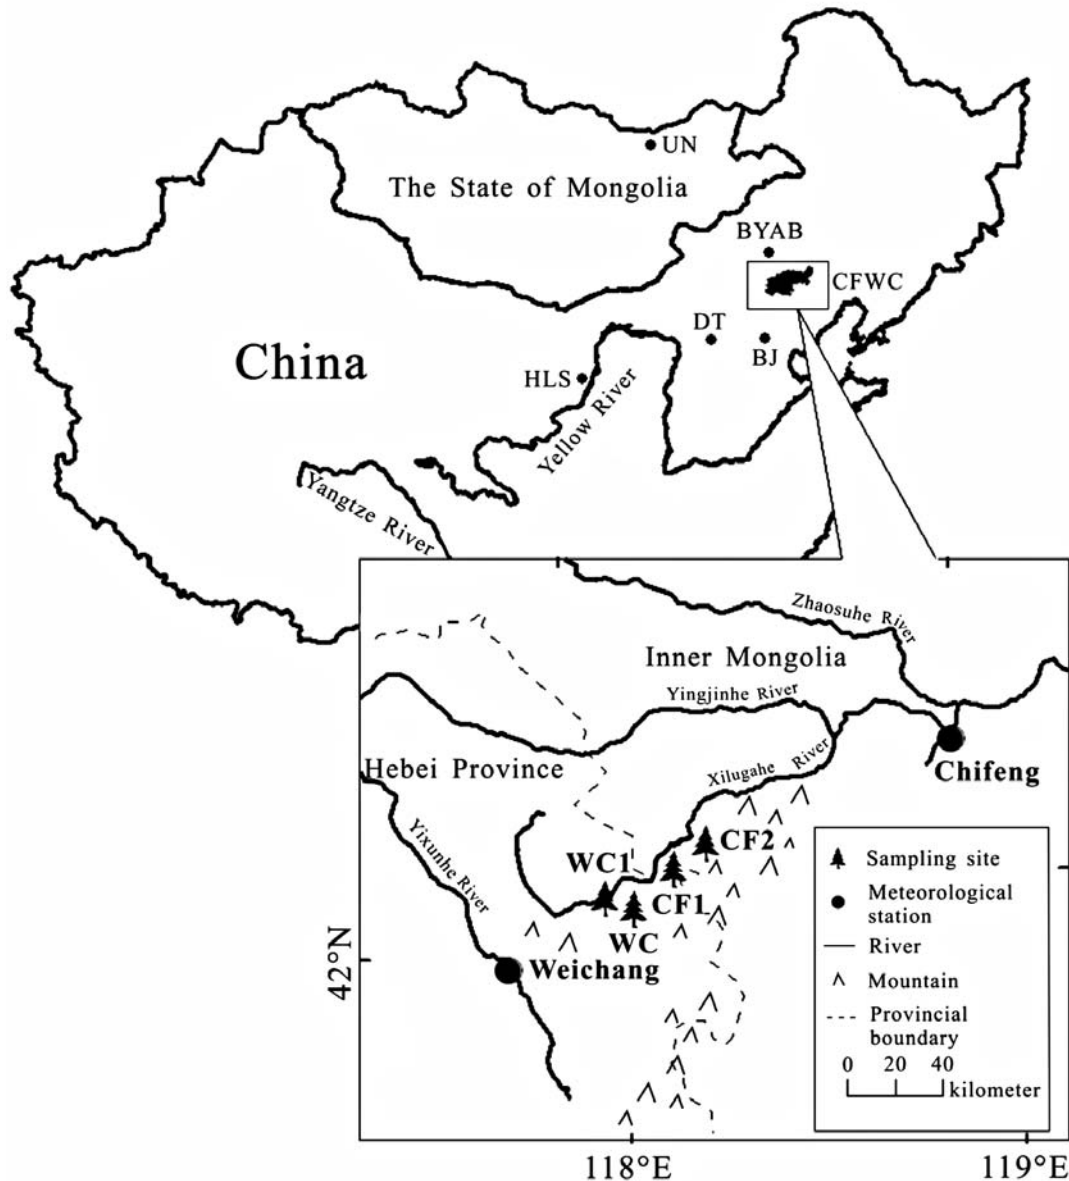 UN
The State of Mongolia
BYAB
CFWC
DT
BJ
China
HLS
Yellow River
Yangtze River
Zhaosuhe River
Inner Mongolia
Yingjinhe River
Hebei Province
Xilugahe River
Chifeng
Yixunhe River
CF2
WC1
CF1
WC
Weichang
42°N
Sampling site
Meteorological
station
River
Mountain
Provincial
boundary
0 20 40
kilometer
118°E
119°E